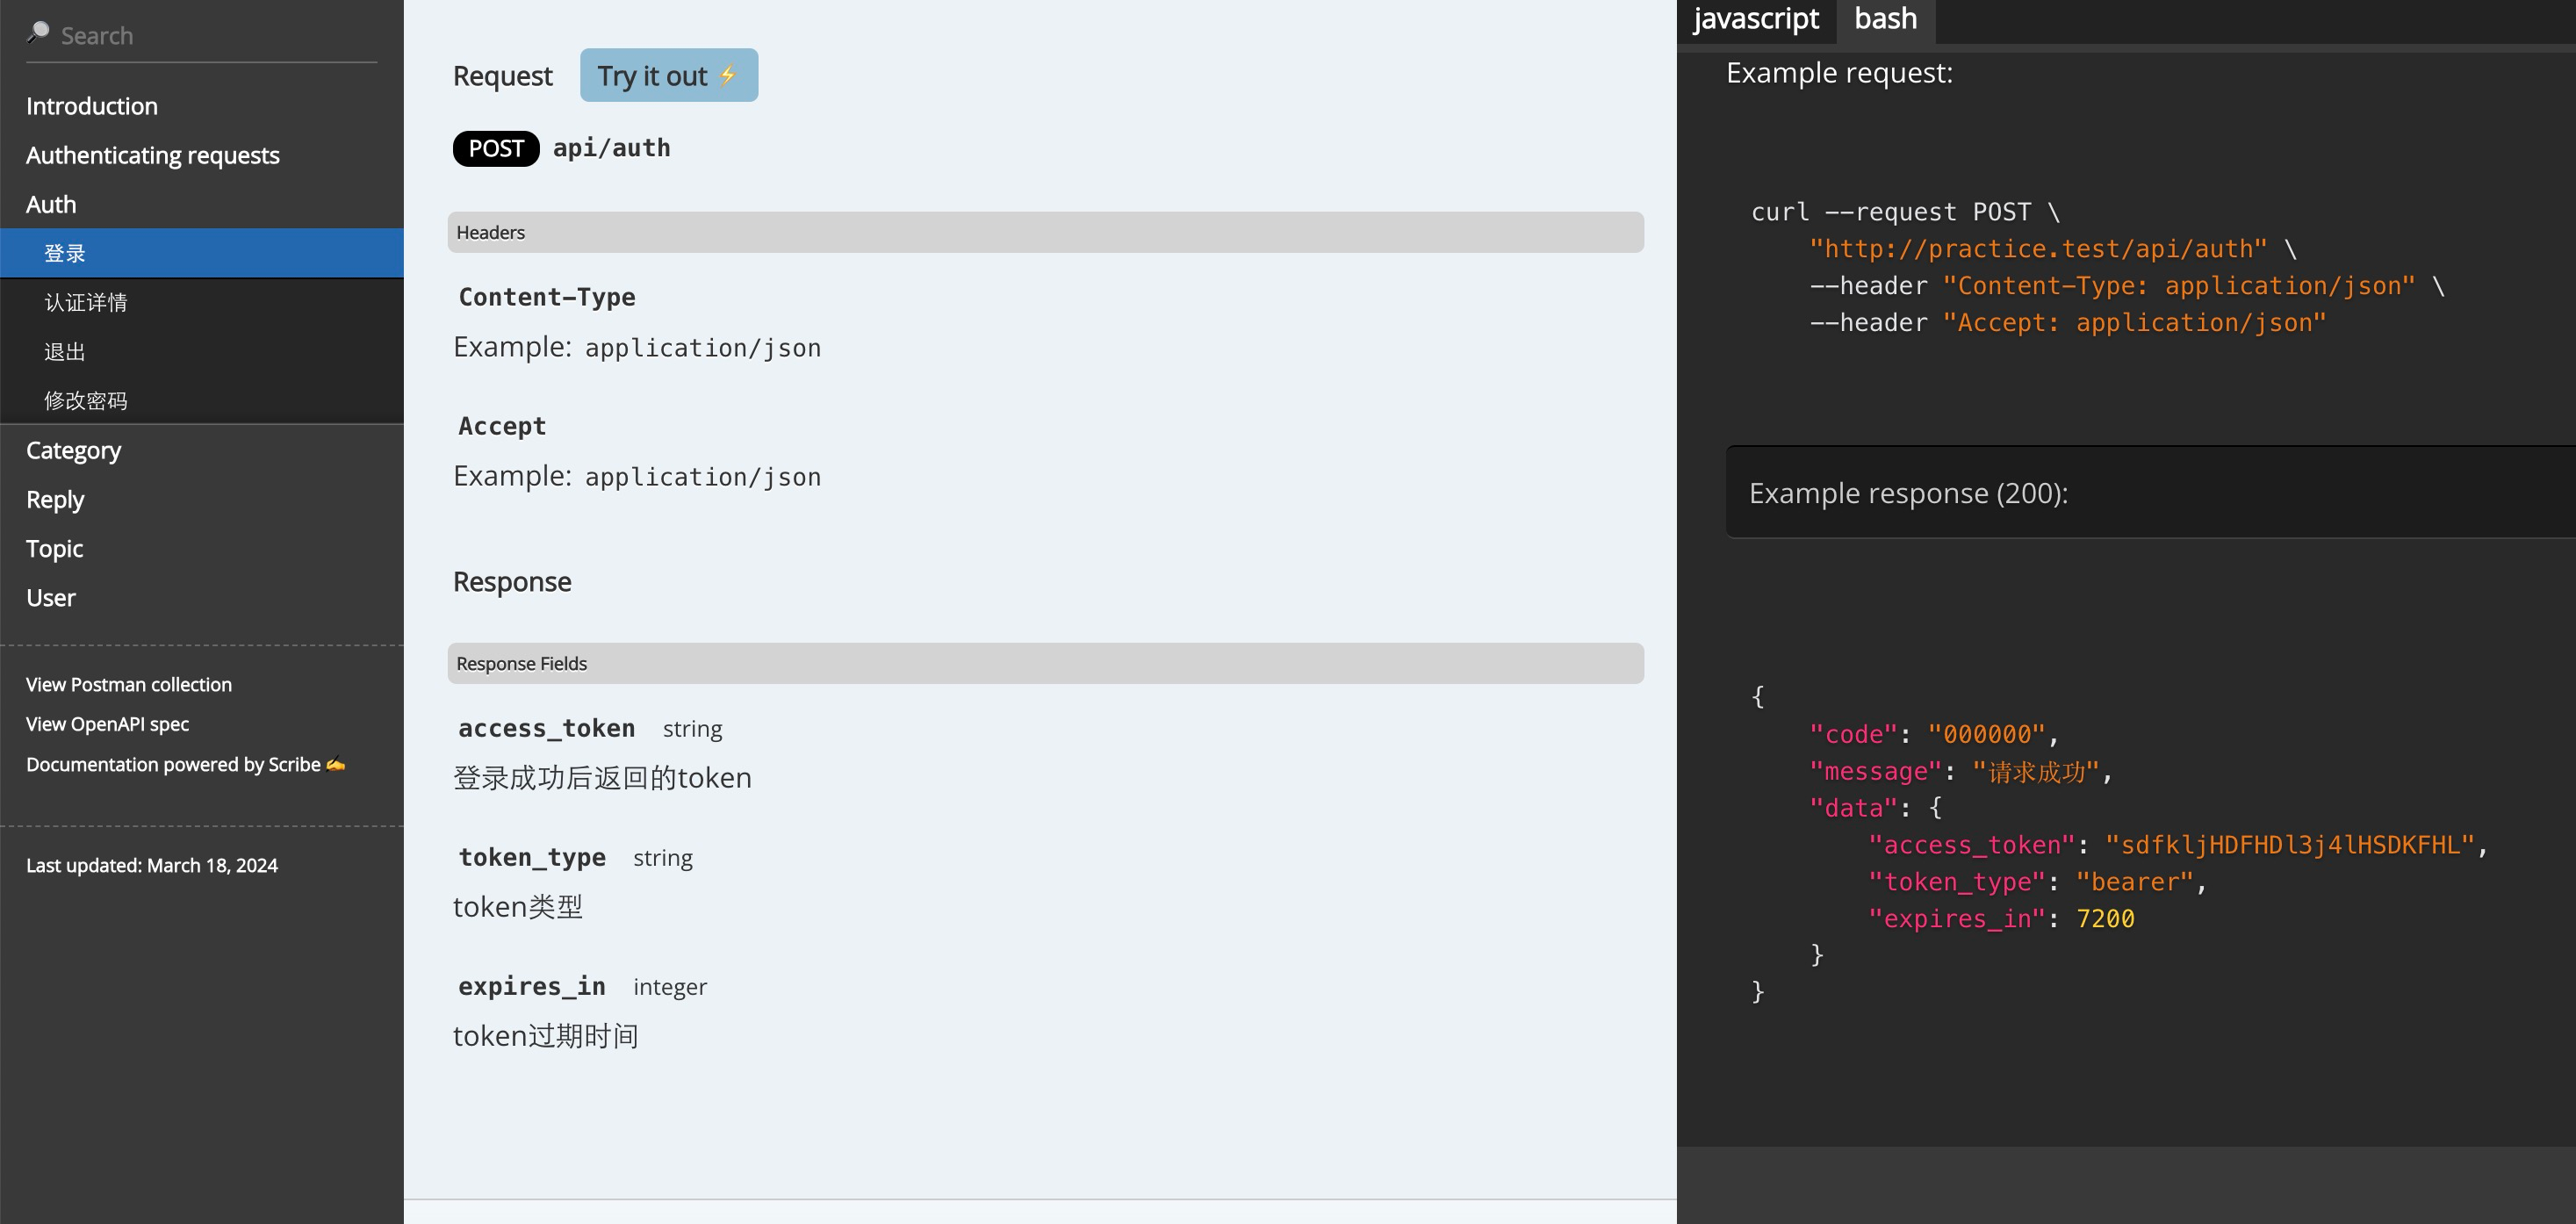 Search
Introduction
Authenticating requests
Auth
登录
认证详情
退出
修改密码
Category
Reply
Topic
User
View Postman collection
View OpenAPI spec
Documentation powered by Scribe ✍
Last updated: March 18, 2024
Request
Try it out ⚡
POST api/auth
Headers
Content-Type
Example: application/json
Accept
Example: application/json
Response
Response Fields
access_token string
登录成功后返回的token
token_type string
token类型
expires_in integer
token过期时间
javascript bash
Example request:
curl --request POST \
"http://practice.test/api/auth" \
--header "Content-Type: application/json" \
--header "Accept: application/json"
Example response (200):
{
"code": "000000",
"message": "请求成功",
"data": {
"access_token": "sdfkljHDFHDl3j4lHSDKFHL",
"token_type": "bearer",
"expires_in": 7200
}
}